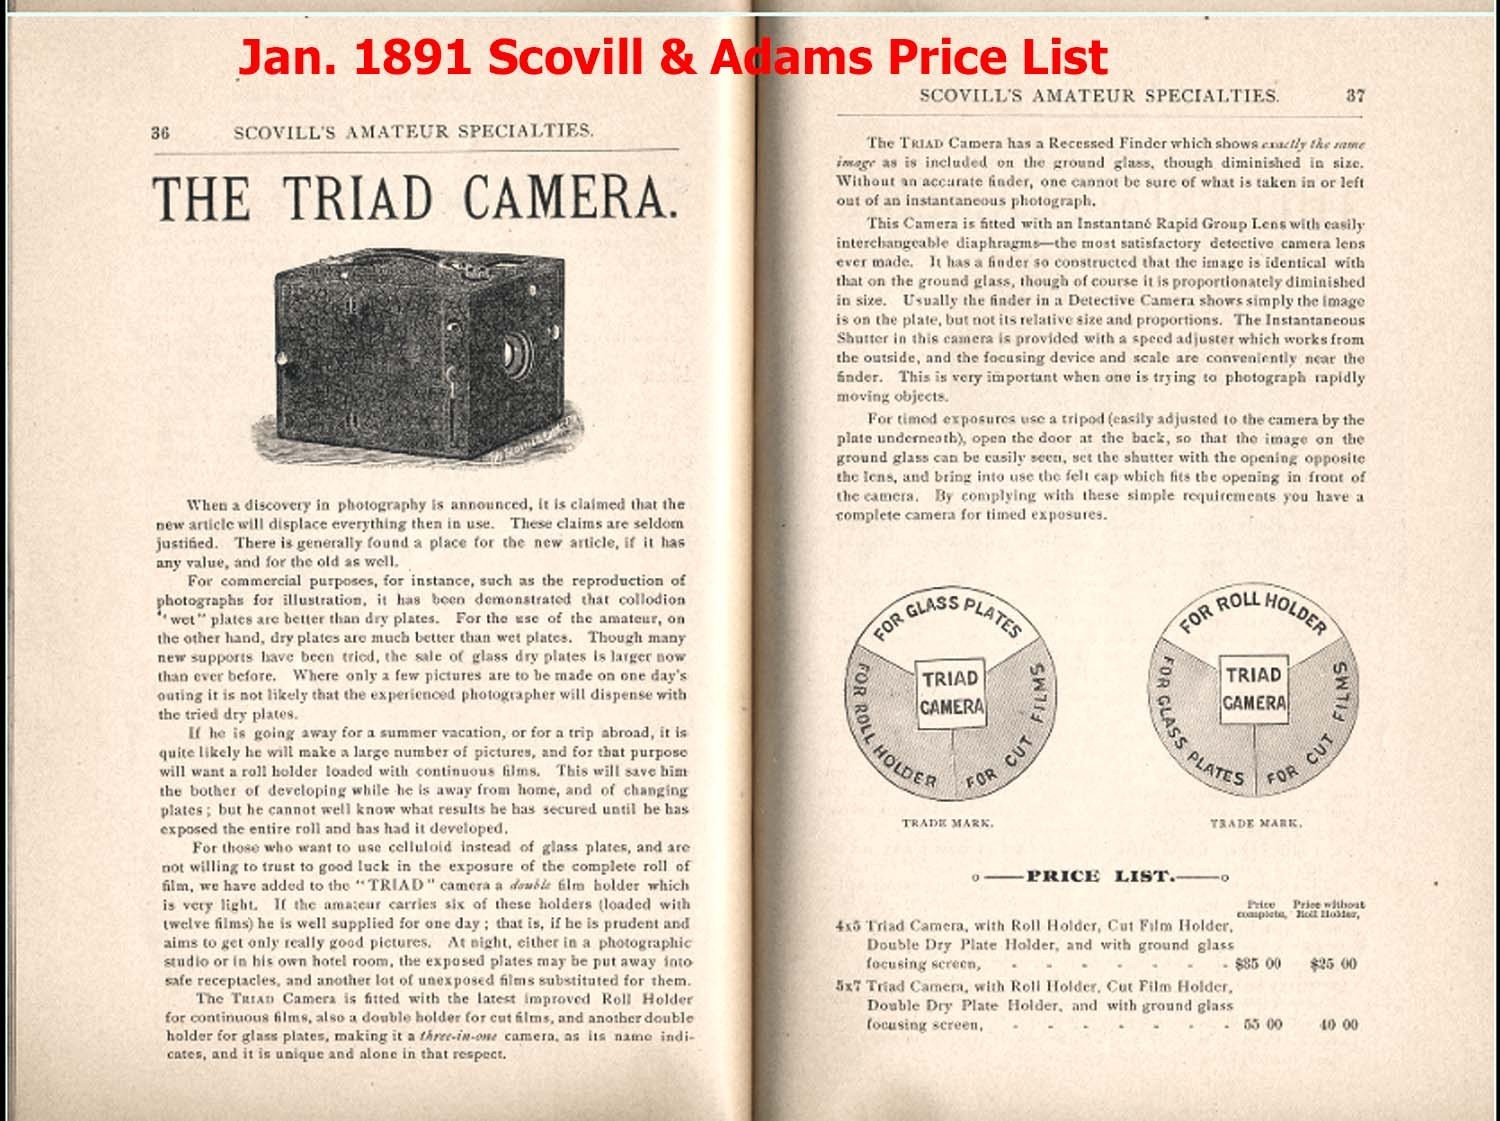 Jan. 1891 Scovill & Adams Price List
36 SCOVILL'S AMATEUR SPECIALTIES.
THE TRIAD CAMERA.
When a discovery in photography is announced, it is claimed that the
new article will displace everything then in use. These claims are seldom
justified. There is generally found a place for the new article, if it has
any value, and for the old as well.
For commercial purposes, for instance, such as the reproduction of
photographs for illustration, it has been demonstrated that collodion
"wet" plates are better than dry plates. For the use of the amateur, on
the other hand, dry plates are much better than wet plates. Though many
new supports have been tried, the sale of glass dry plates is larger now
than ever before. Where only a few pictures are to be made on one day's
outing it is not likely that the experienced photographer will dispense with
the tried dry plates.
If he is going away for a summer vacation, or for a trip abroad, it is
quite likely he will make a large number of pictures, and for that purpose
will want a roll holder loaded with continuous films. This will save him
the bother of developing while he is away from home, and of changing
plates; but he cannot well know what results he has secured until he has
exposed the entire roll and has had it developed.
For those who want to use celluloid instead of glass plates, and are
not willing to trust to good luck in the exposure of the complete roll of
film, we have added to the "TRIAD" camera a double film holder which
is very light. If the amateur carries six of these holders (loaded with
twelve films) he is well supplied for one day; that is, if he is prudent and
aims to get only really good pictures. At night, either in a photographic
studio or in his own hotel room, the exposed plates may be put away into
safe receptacles, and another lot of unexposed films substituted for them.
The TRIAD Camera is fitted with the latest improved Roll Holder
for continuous films, also a double holder for cut films, and another double
holder for glass plates, making it a three-in-one camera, as its name indi-
cates, and it is unique and alone in that respect.
SCOVILL'S AMATEUR SPECIALTIES. 37
The TRIAD Camera has a Recessed Finder which shows exactly the same
image as is included on the ground glass, though diminished in size.
Without an accurate finder, one cannot be sure of what is taken in or left
out of an instantaneous photograph.
This Camera is fitted with an Instantané Rapid Group Lens with easily
interchangeable diaphragms—the most satisfactory detective camera lens
ever made. It has a finder so constructed that the image is identical with
that on the ground glass, though of course it is proportionately diminished
in size. Usually the finder in a Detective Camera shows simply the image
is on the plate, but not its relative size and proportions. The Instantaneous
Shutter in this camera is provided with a speed adjuster which works from
the outside, and the focusing device and scale are conveniently near the
finder. This is very important when one is trying to photograph rapidly
moving objects.
For timed exposures use a tripod (easily adjusted to the camera by the
plate underneath), open the door at the back, so that the image on the
ground glass can be easily seen, set the shutter with the opening opposite
the lens, and bring into use the felt cap which fits the opening in front of
the camera. By complying with these simple requirements you have a
complete camera for timed exposures.
FOR GLASS PLATES
FOR ROLL HOLDER
FOR CUT FILMS
TRIAD
CAMERA
TRADE MARK.
FOR ROLL HOLDER
FOR GLASS PLATES
FOR CUT FILMS
TRIAD
CAMERA
TRADE MARK.
PRICE LIST.
Price Price without
complete, Roll Holder,
4x5 Triad Camera, with Roll Holder, Cut Film Holder,
Double Dry Plate Holder, and with ground glass
focusing screen, - - - - - - - $35 00 $25 00
5x7 Triad Camera, with Roll Holder, Cut Film Holder,
Double Dry Plate Holder, and with ground glass
focusing screen, - - - - - - - 55 00 40 00